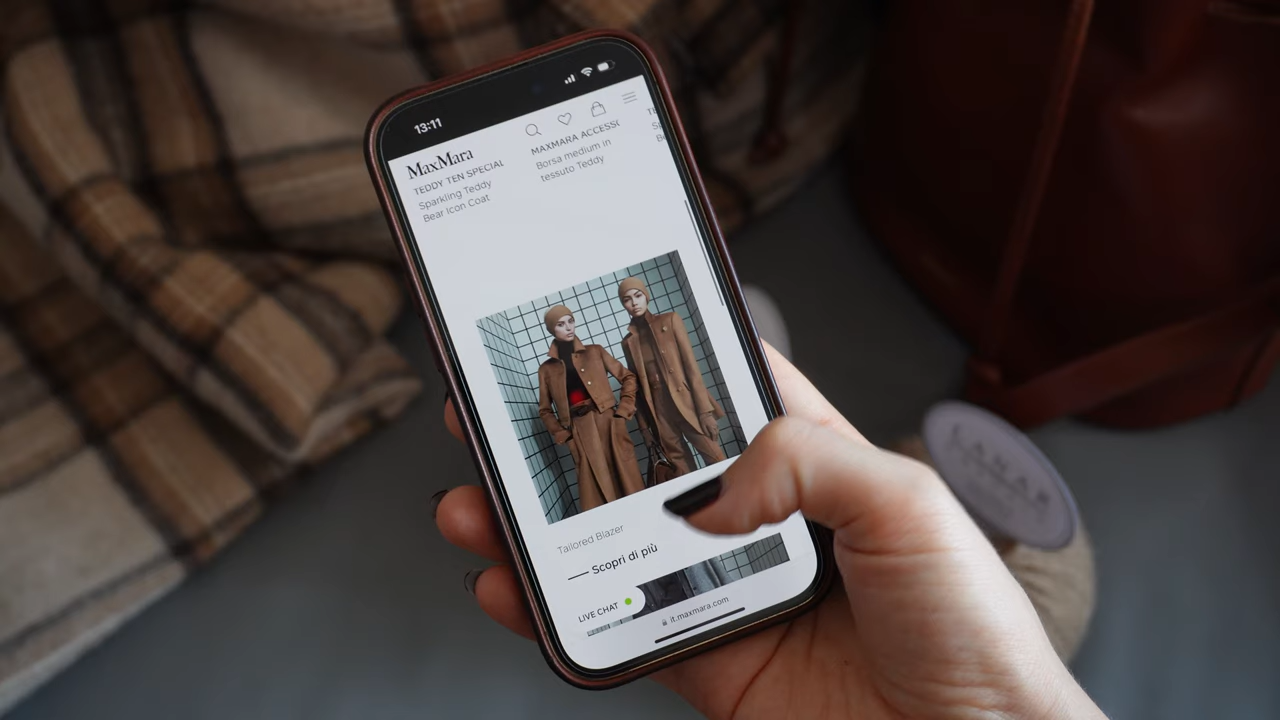 13:11
MaxMara
TEDDY TEN SPECIAL
Sparkling Teddy
Bear Icon Coat
MAXMARA ACCESSO
Borsa medium in
tessuto Teddy
Tailored Blazer
Scopri di più
LIVE CHAT
it.maxmara.com